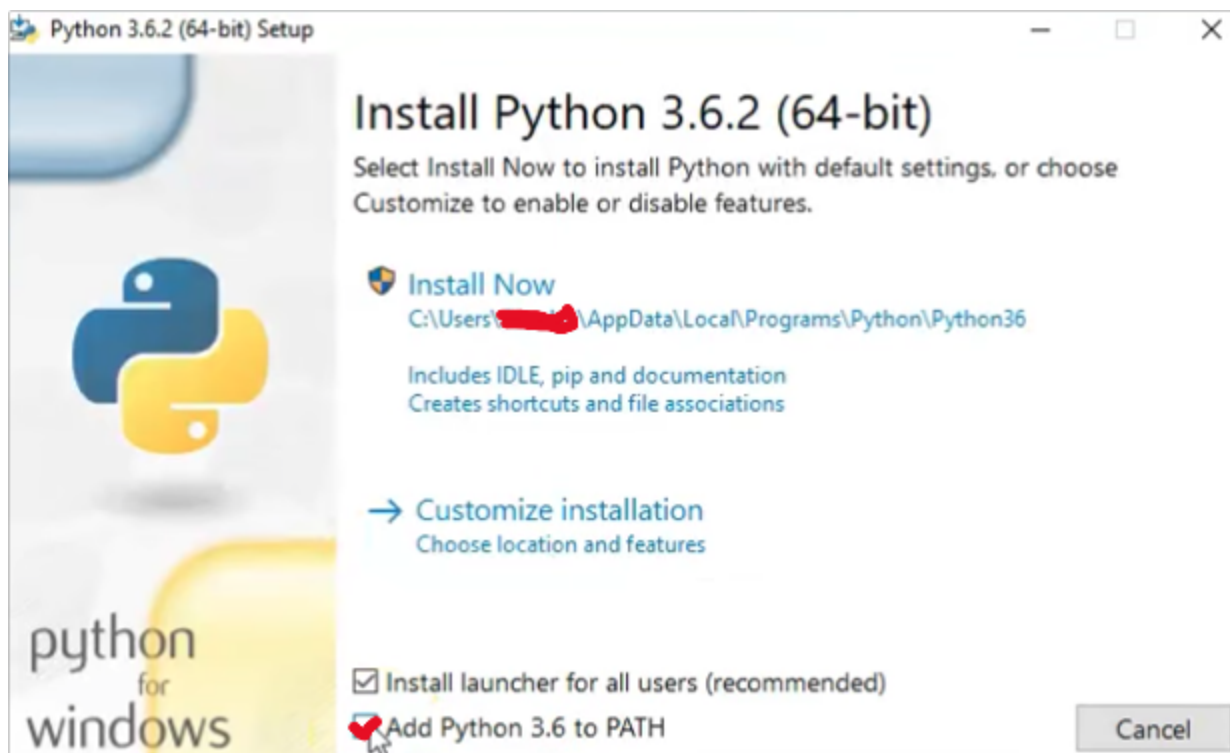 Python 3.6.2 (64-bit) Setup
Install Python 3.6.2 (64-bit)
Select Install Now to install Python with default settings, or choose
Customize to enable or disable features.
Install Now
C:\Users\ \AppData\Local\Programs\Python\Python36
Includes IDLE, pip and documentation
Creates shortcuts and file associations
Customize installation
Choose location and features
python
for
windows
Install launcher for all users (recommended)
Add Python 3.6 to PATH
Cancel